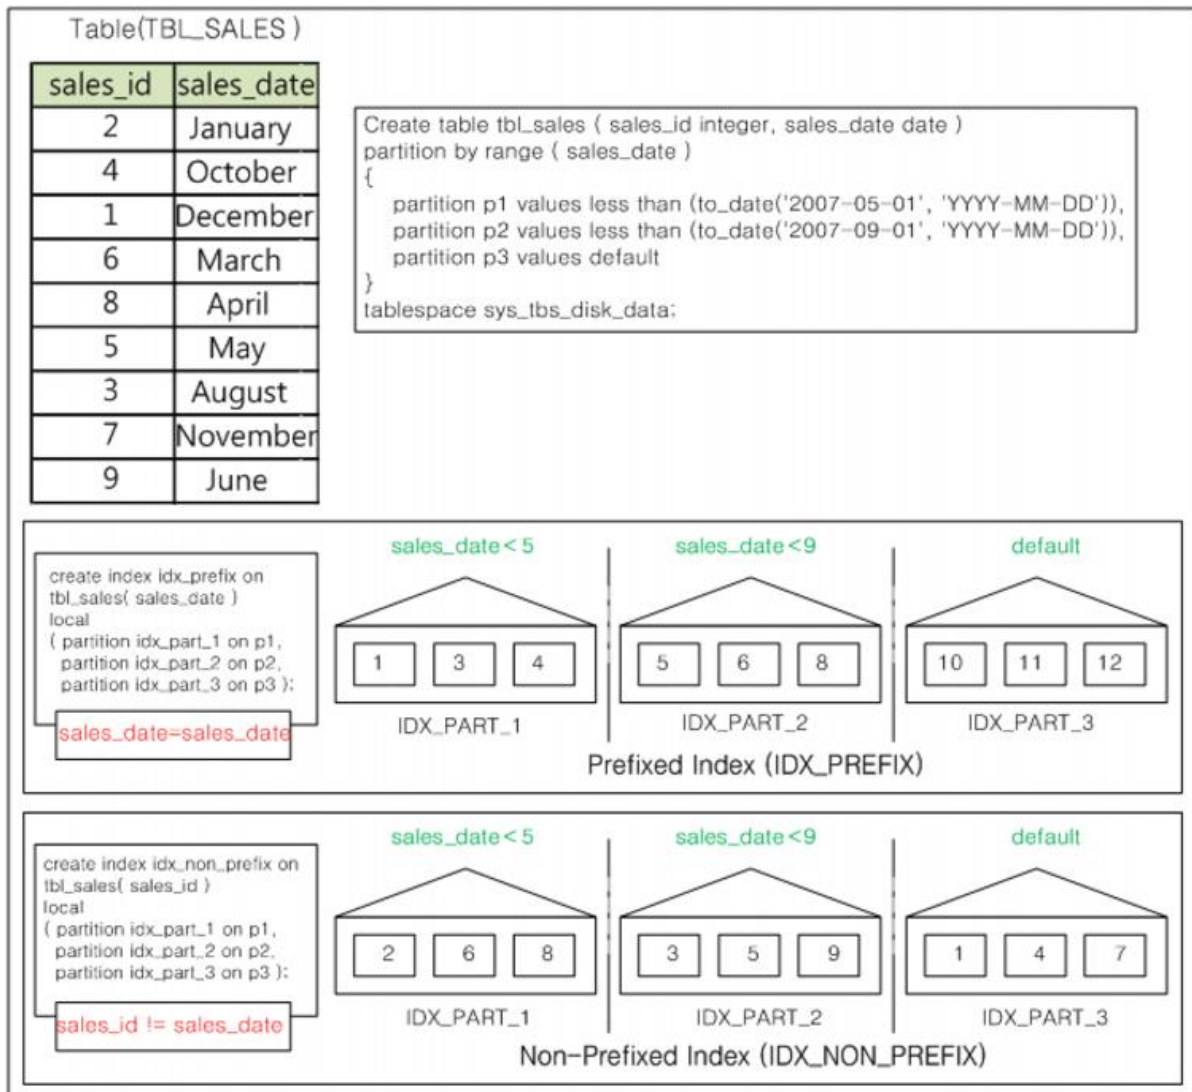 Table(TBL_SALES )
sales_id sales_date
2 January
4 October
1 December
6 March
8 April
5 May
3 August
7 November
9 June
Create table tbl_sales ( sales_id integer, sales_date date )
partition by range ( sales_date )
{
partition p1 values less than (to_date('2007-05-01', 'YYYY-MM-DD')),
partition p2 values less than (to_date('2007-09-01', 'YYYY-MM-DD')),
partition p3 values default
}
tablespace sys_tbs_disk_data;
create index idx_prefix on
tbl_sales( sales_date )
local
( partition idx_part_1 on p1,
partition idx_part_2 on p2,
partition idx_part_3 on p3 );
sales_date=sales_date
sales_date<5 sales_date<9 default
1 3 4 5 6 8 10 11 12
IDX_PART_1 IDX_PART_2 IDX_PART_3
Prefixed Index (IDX_PREFIX)
create index idx_non_prefix on
tbl_sales( sales_id )
local
( partition idx_part_1 on p1,
partition idx_part_2 on p2,
partition idx_part_3 on p3 );
sales_id != sales_date
sales_date<5 sales_date<9 default
2 6 8 3 5 9 1 4 7
IDX_PART_1 IDX_PART_2 IDX_PART_3
Non-Prefixed Index (IDX_NON_PREFIX)